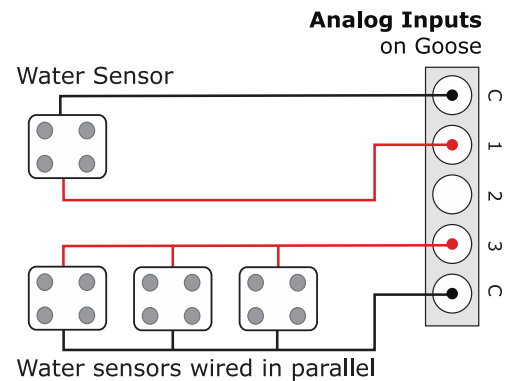 Analog Inputs
on Goose
Water Sensor
C
1
2
3
C
Water sensors wired in parallel